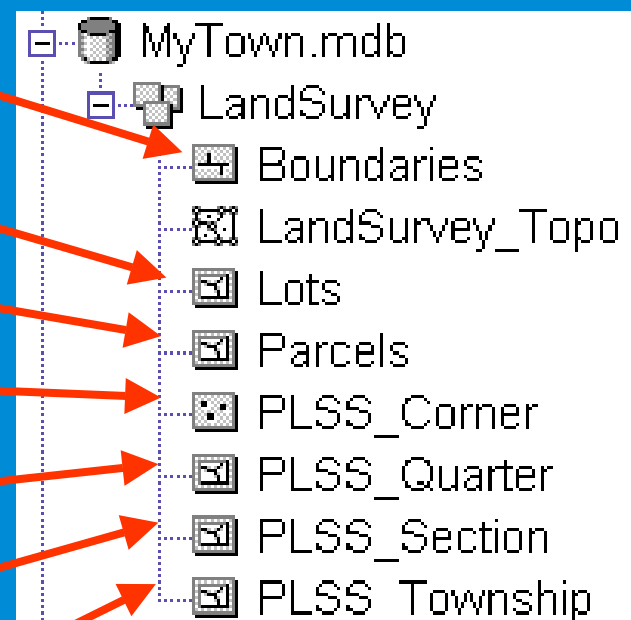 MyTown.mdb
LandSurvey
Boundaries
LandSurvey_Topo
Lots
Parcels
PLSS_Corner
PLSS_Quarter
PLSS_Section
PLSS_Township